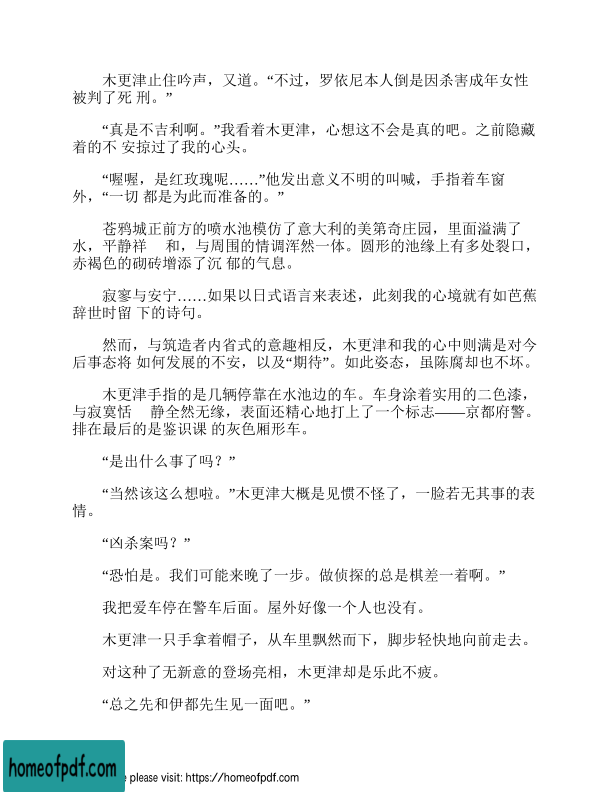 木更津止住吟声，又道。“不过，罗依尼本人倒是因杀害成年女性
被判了死 刑。”
“真是不吉利啊。”我看着木更津，心想这不会是真的吧。之前隐藏
着的不 安掠过了我的心头。
“喔喔，是红玫瑰呢……”他发出意义不明的叫喊，手指着车窗
外，“一切 都是为此而准备的。”
苍鸦城正前方的喷水池模仿了意大利的美第奇庄园，里面溢满了
水，平静祥 和，与周围的情调浑然一体。圆形的池缘上有多处裂口，
赤褐色的砌砖增添了沉 郁的气息。
寂寥与安宁……如果以日式语言来表述，此刻我的心境就有如芭蕉
辞世时留 下的诗句。
然而，与筑造者内省式的意趣相反，木更津和我的心中则满是对今
后事态将 如何发展的不安，以及“期待”。如此姿态，虽陈腐却也不坏。
木更津手指的是几辆停靠在水池边的车。车身涂着实用的二色漆，
与寂寞恬 静全然无缘，表面还精心地打上了一个标志——京都府警。
排在最后的是鉴识课 的灰色厢形车。
“是出什么事了吗？”
“当然该这么想啦。”木更津大概是见惯不怪了，一脸若无其事的表
情。
“凶杀案吗？”
“恐怕是。我们可能来晚了一步。做侦探的总是棋差一着啊。”
我把爱车停在警车后面。屋外好像一个人也没有。
木更津一只手拿着帽子，从车里飘然而下，脚步轻快地向前走去。
对这种了无新意的登场亮相，木更津却是乐此不疲。
“总之先和伊都先生见一面吧。”
homeofpdf.com
e please visit: https://homeofpdf.com